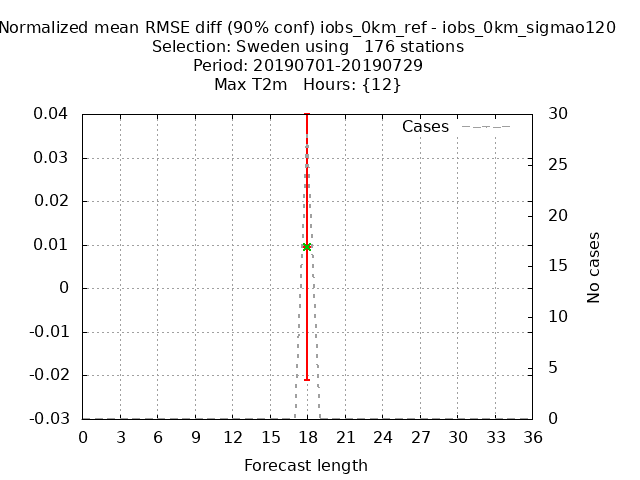 Normalized mean RMSE diff (90% conf) iobs_0km_ref - iobs_0km_sigmao120
Selection: Sweden using 176 stations
Period: 20190701-20190729
Max T2m Hours: {12}
Cases
0.04
0.03
0.02
0.01
0
-0.01
-0.02
-0.03
30
25
20
15
10
5
0
No cases
0 3 6 9 12 15 18 21 24 27 30 33 36
Forecast length